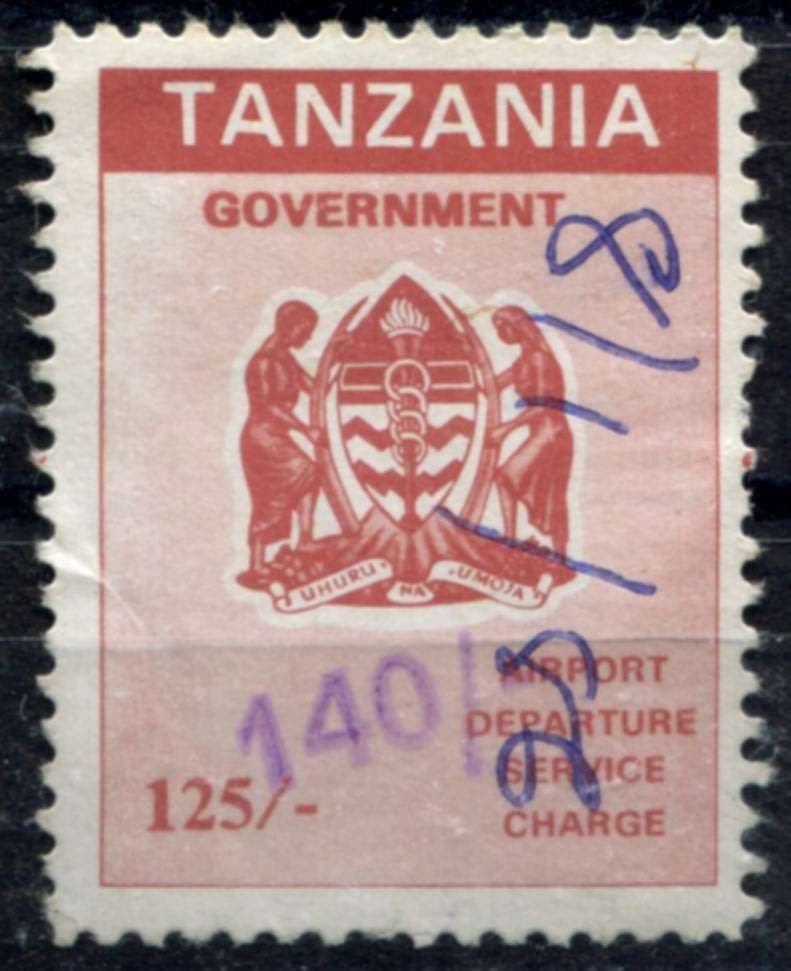 TANZANIA
GOVERNMENT
UHURU NA UMOJA
140/-
AIRPORT
DEPARTURE
SERVICE
CHARGE
125/-